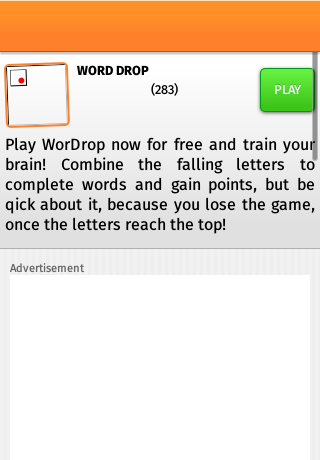 WORD DROP
(283)
PLAY
Play WorDrop now for free and train your
brain! Combine the falling letters to
complete words and gain points, but be
qick about it, because you lose the game,
once the letters reach the top!
Advertisement